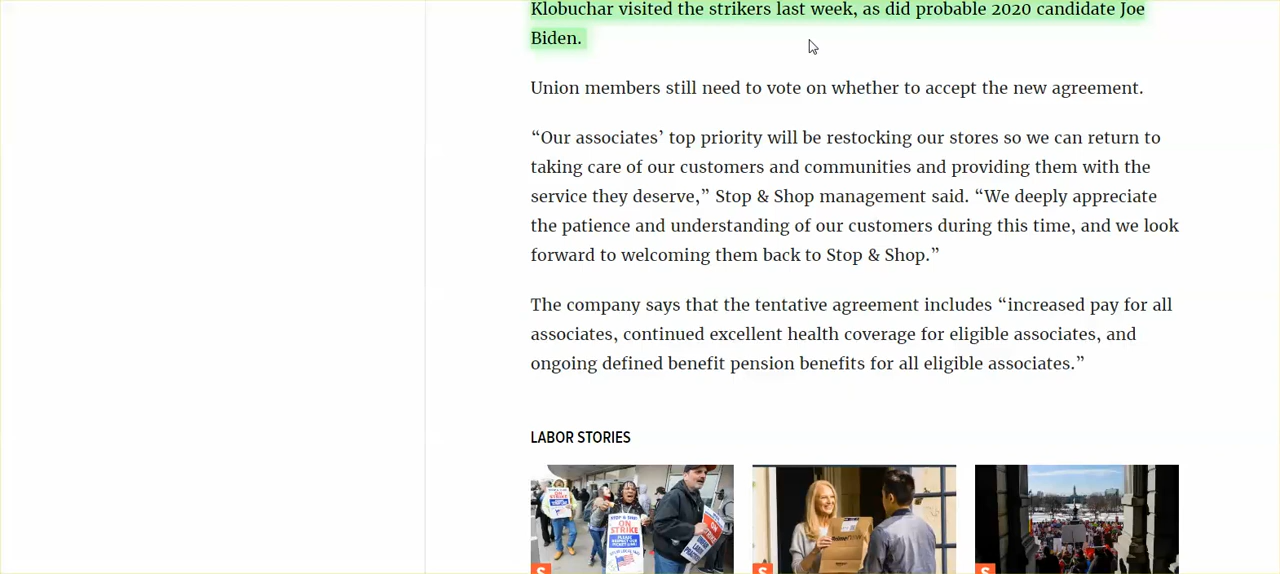 Klobuchar visited the strikers last week, as did probable 2020 candidate Joe
Biden.
Union members still need to vote on whether to accept the new agreement.
“Our associates’ top priority will be restocking our stores so we can return to
taking care of our customers and communities and providing them with the
service they deserve,” Stop & Shop management said. “We deeply appreciate
the patience and understanding of our customers during this time, and we look
forward to welcoming them back to Stop & Shop.”
The company says that the tentative agreement includes “increased pay for all
associates, continued excellent health coverage for eligible associates, and
ongoing defined benefit pension benefits for all eligible associates.”
LABOR STORIES
ON
STRIKE